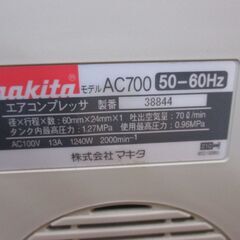 makita モデル AC700 50-60Hz
エアコンプレッサ 製番 38844
径×行程×数:60mm×24mm×1 吐出空気量:70ℓ/min
タンク内最高圧力:1.27MPa 使用最高圧力:0.96MPa
AC100V 13A 1240W 2000min⁻¹
株式会社 マキタ